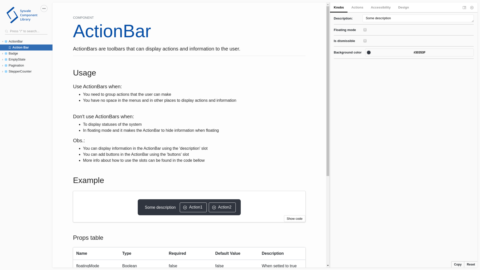 Specific
Component
Library
Press "/" to search...
ActionBar
Action Bar
Badge
EmptyState
Pagination
StepperCounter
COMPONENT
ActionBar
ActionBars are toolbars that can display actions and information to the user.
Usage
Use ActionBars when:
You need to group actions that the user can make
You have no space in the menus and in other places to display actions and information
Don't use ActionBars when:
To display statuses of the system
In floating mode and it makes the ActionBar to hide information when floating
Obs.:
You can display information in the ActionBar using the 'description' slot
You can add buttons in the ActionBar using the 'buttons' slot
More info about how to use the slots can be found in the code bellow
Example
Some description Action1 Action2
Show code
Props table
Name Type Required Default Value Description
floatingMode Boolean false false When setted to true
Knobs Actions Accessibility Design
Description: Some description
Floating mode
Is dismissible
Background color:
Copy Reset